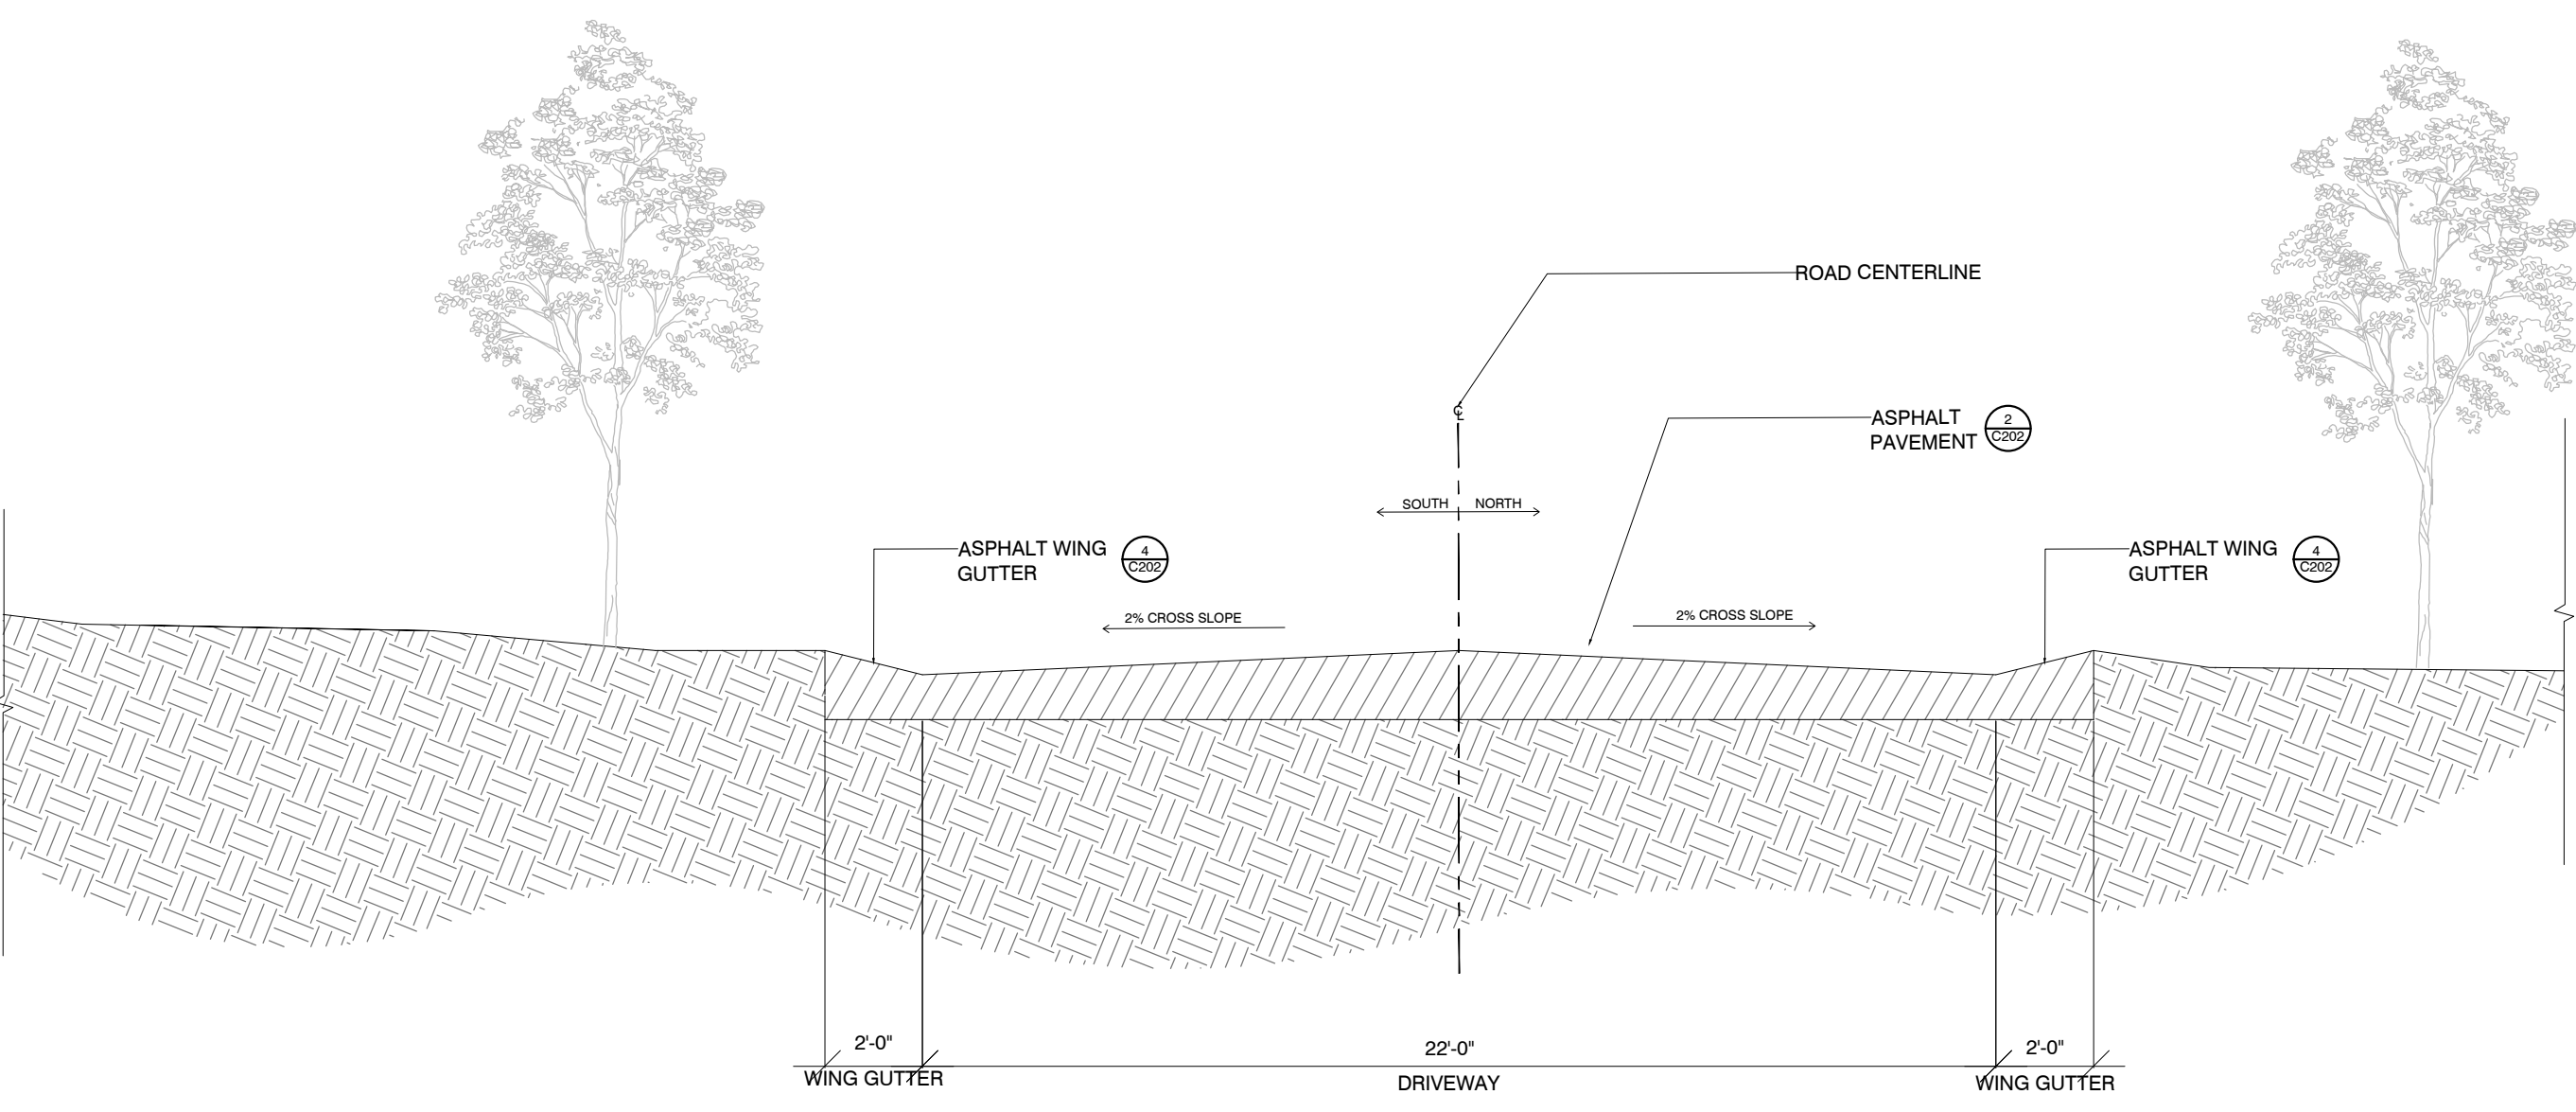 ROAD CENTERLINE
CL
ASPHALT
PAVEMENT
2
C202
SOUTH
NORTH
ASPHALT WING
GUTTER
4
C202
ASPHALT WING
GUTTER
4
C202
2% CROSS SLOPE
2% CROSS SLOPE
2'-0"
22'-0"
2'-0"
WING GUTTER
DRIVEWAY
WING GUTTER